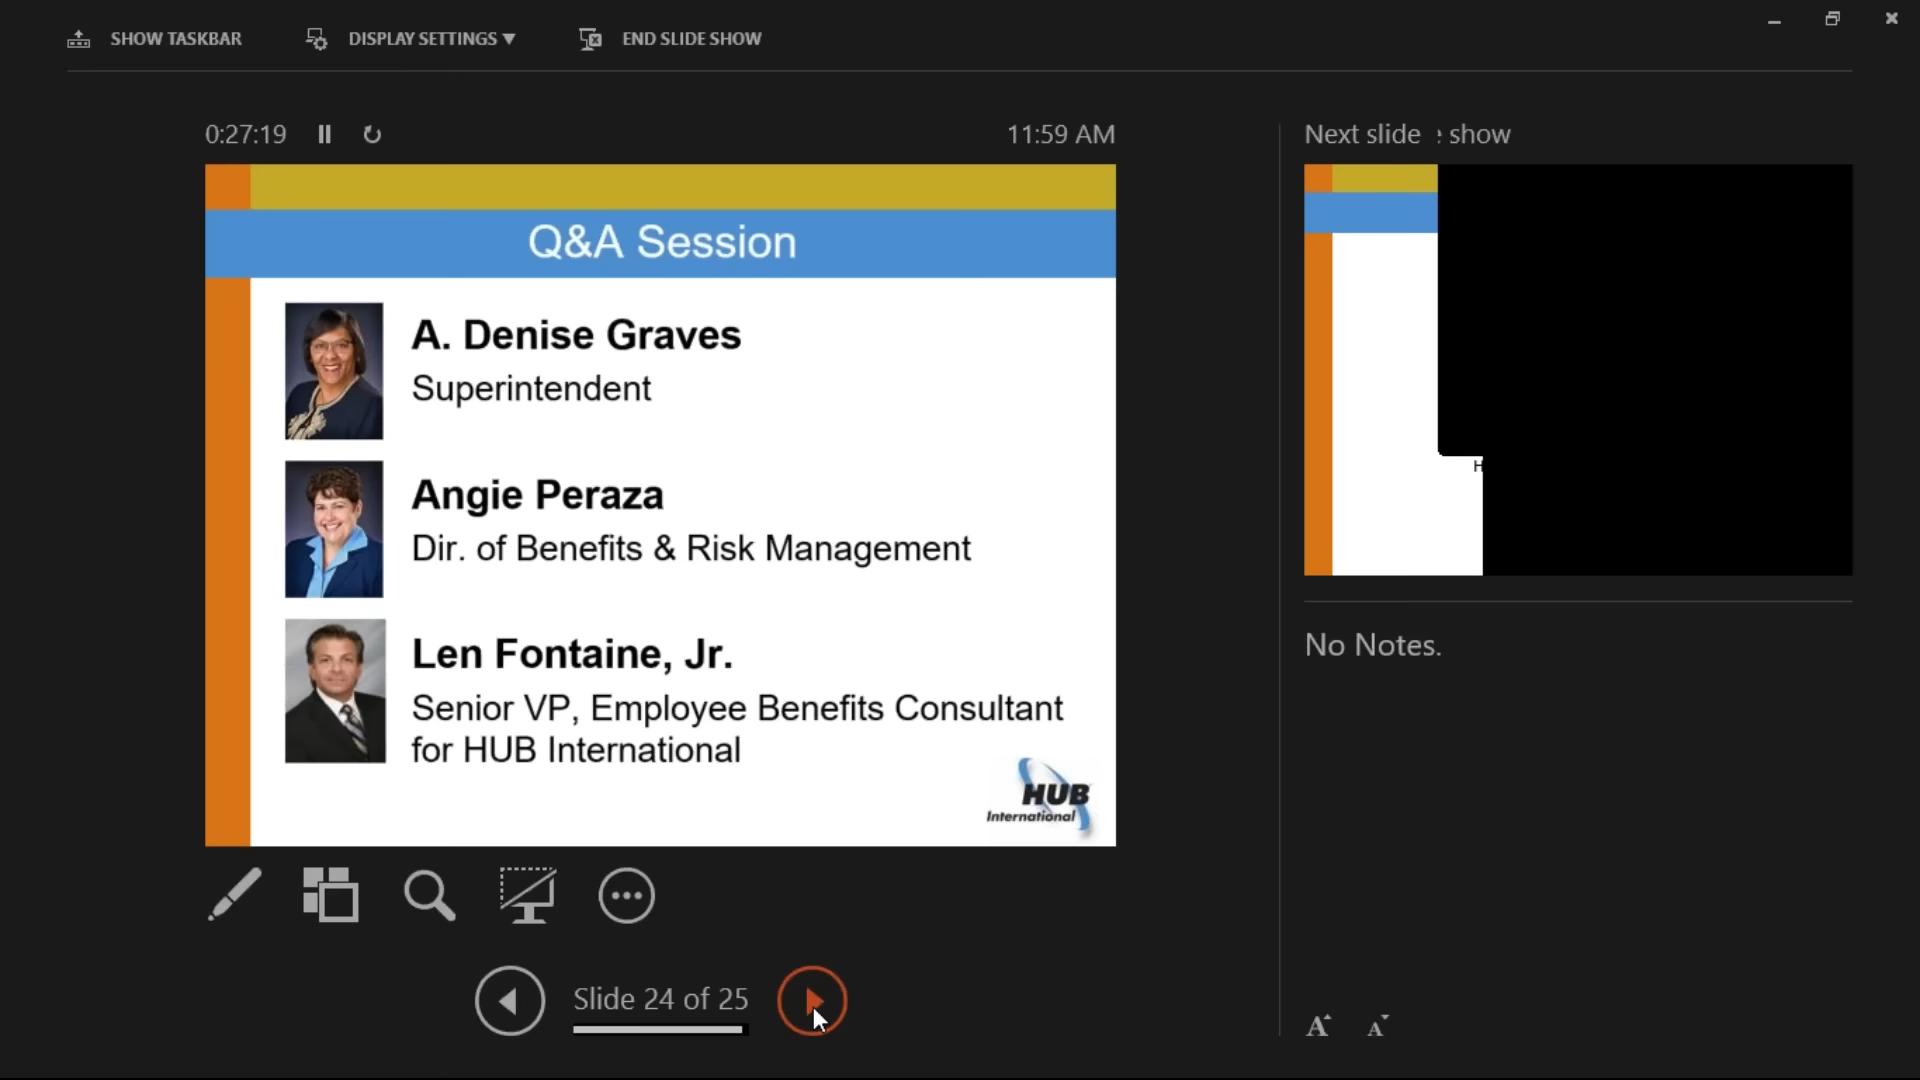 SHOW TASKBAR
DISPLAY SETTINGS ▼
END SLIDE SHOW
0:27:19
11:59 AM
Next slide
show
Q&A Session
A. Denise Graves
Superintendent
Angie Peraza
Dir. of Benefits & Risk Management
Len Fontaine, Jr.
Senior VP, Employee Benefits Consultant
for HUB International
HUB
International
H
No Notes.
Slide 24 of 25
A
A